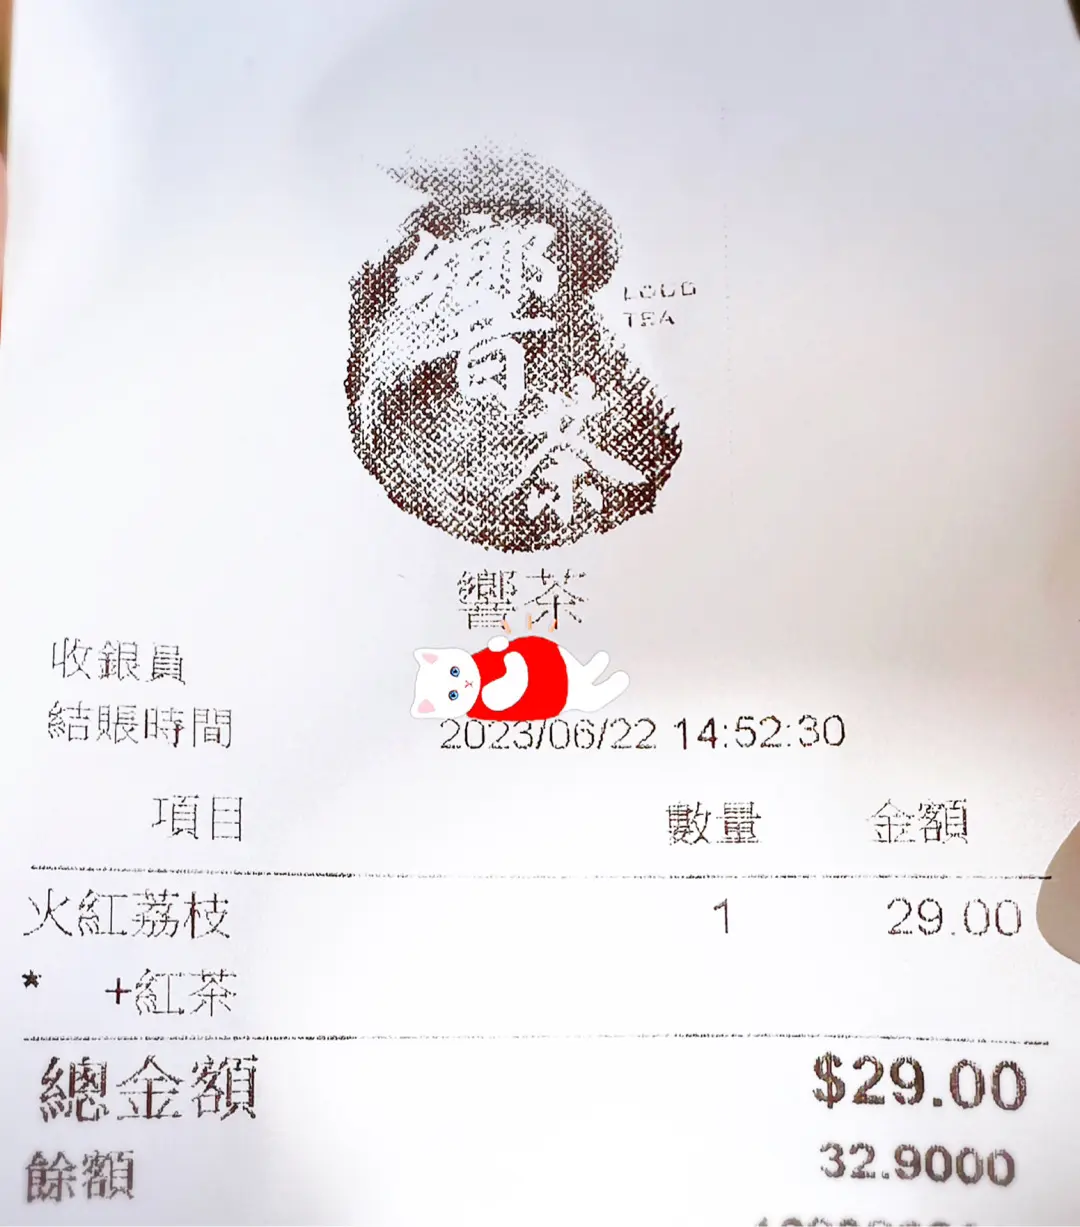 響
茶
LOUD
TEA
響茶
收銀員
結賬時間 2023/06/22 14:52:30
項目 數量 金額
火紅荔枝 1 29.00
* +紅茶
總金額 $29.00
餘額 32.9000